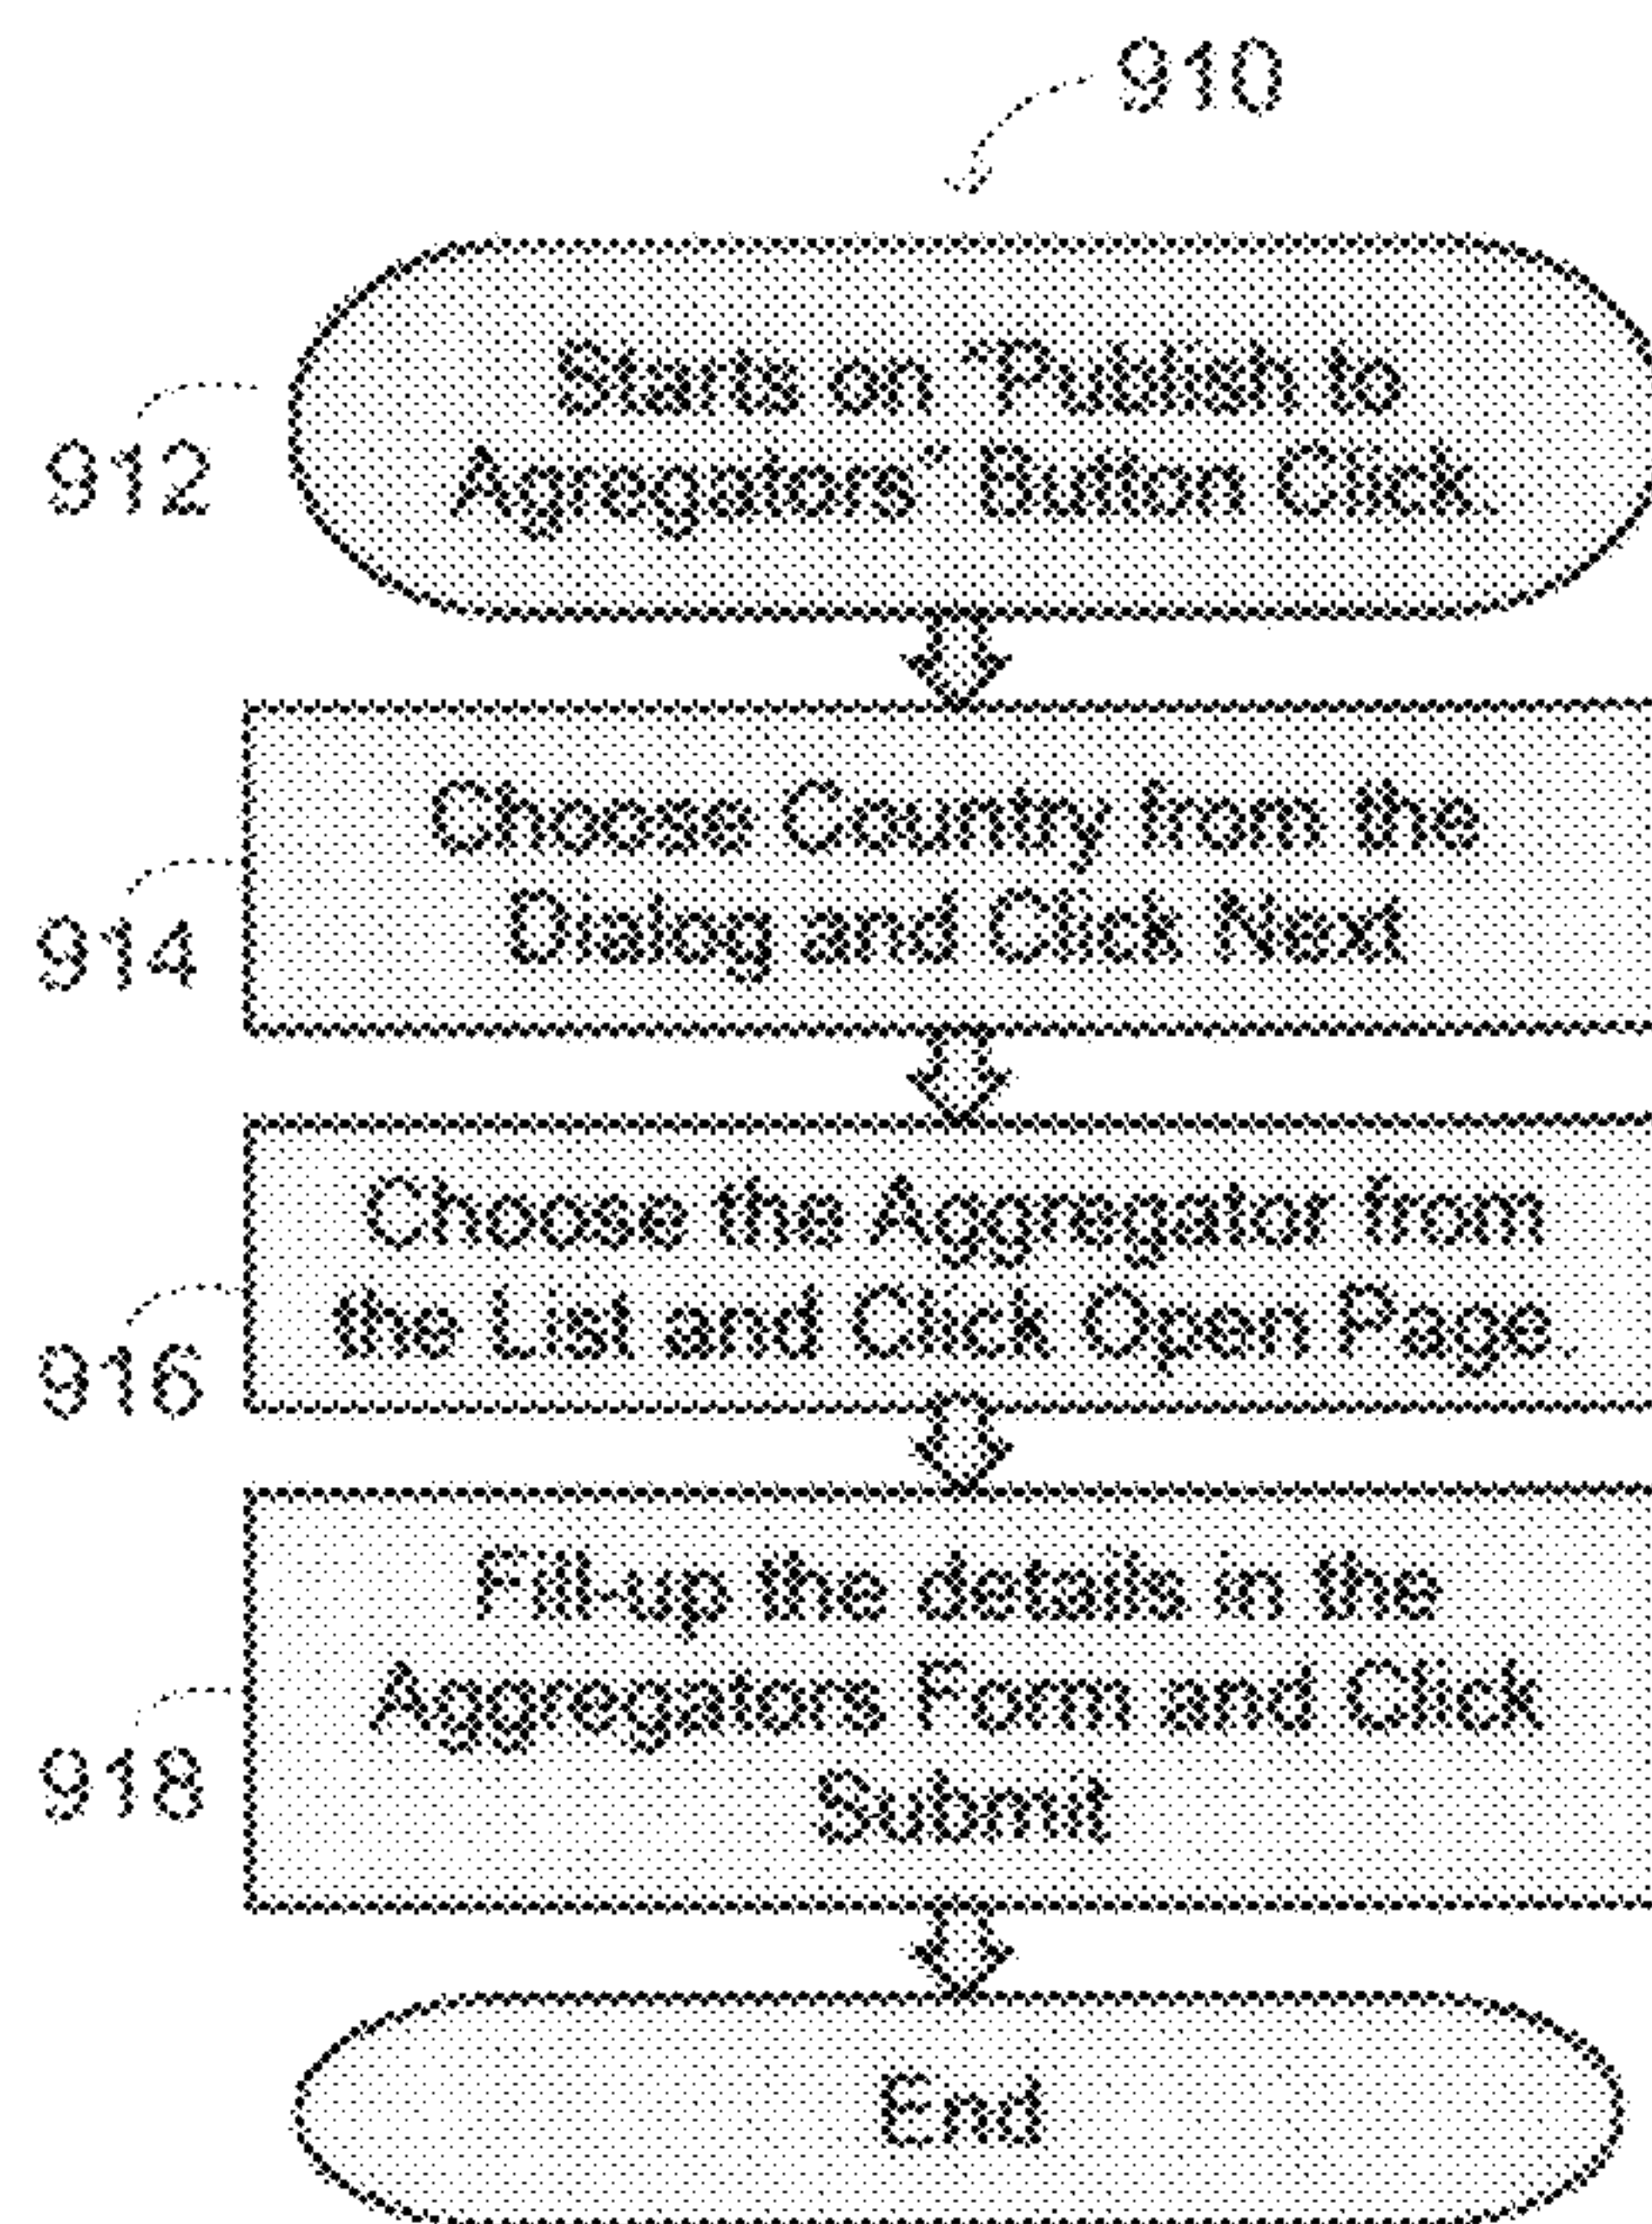 910
912
Starts on "Publish to
Agregators" Button Click.
914
Choose Country from the
Dialog and Click Next
916
Choose the Aggregator from
the List and Click Open Page.
918
Fill-up the details in the
Aggregators Form and Click
Submit
End